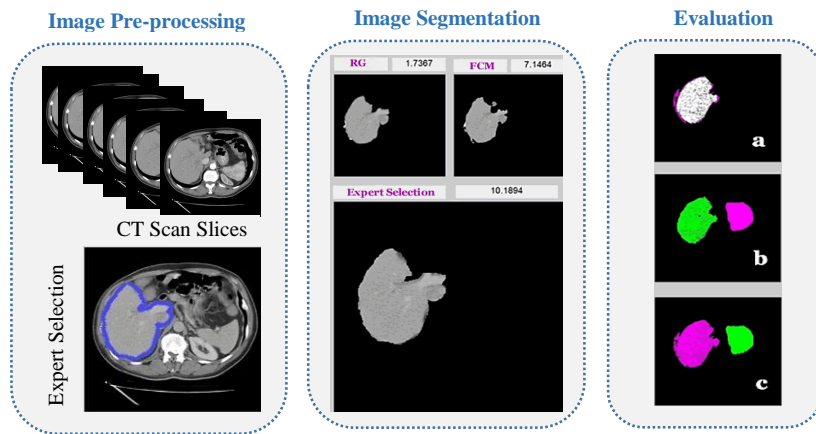 Image Pre-processing
CT Scan Slices
Expert Selection
Image Segmentation
RG 1.7367 FCM 7.1464
Expert Selection 10.1894
Evaluation
a
b
c